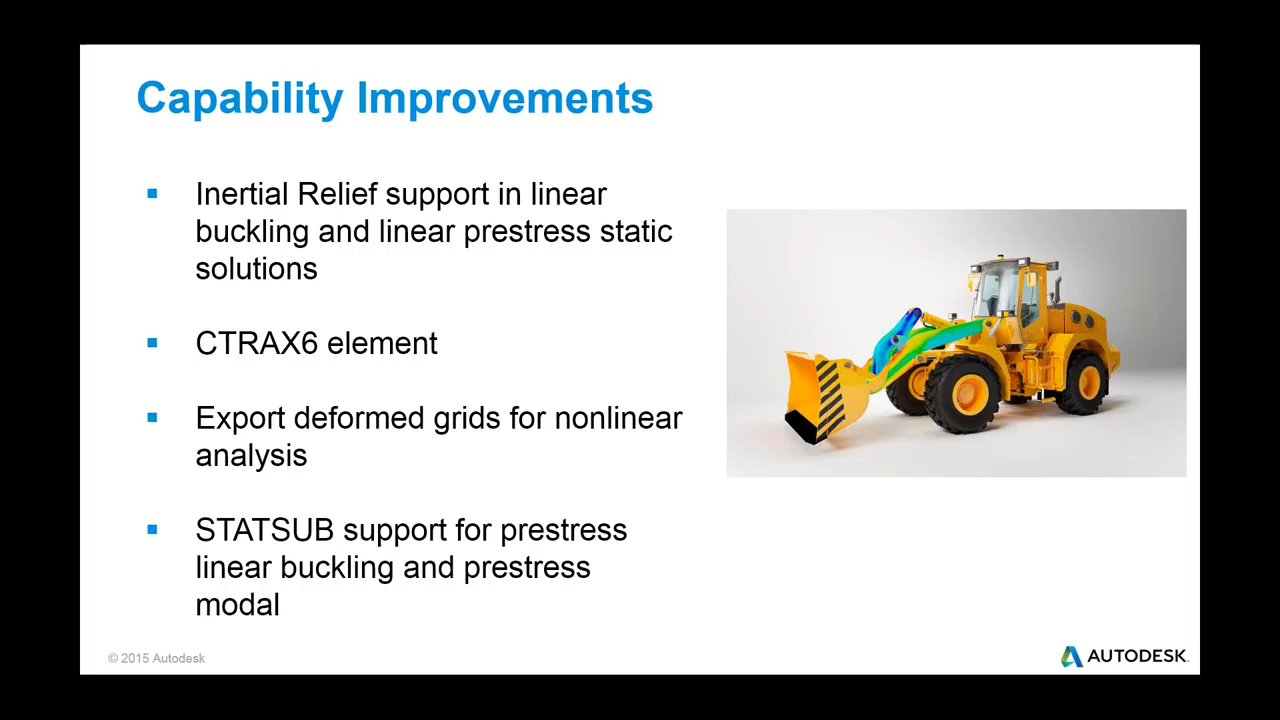 Capability Improvements
Inertial Relief support in linear
buckling and linear prestress static
solutions
CTRAX6 element
Export deformed grids for nonlinear
analysis
STATSUB support for prestress
linear buckling and prestress
modal
© 2015 Autodesk
AUTODESK.